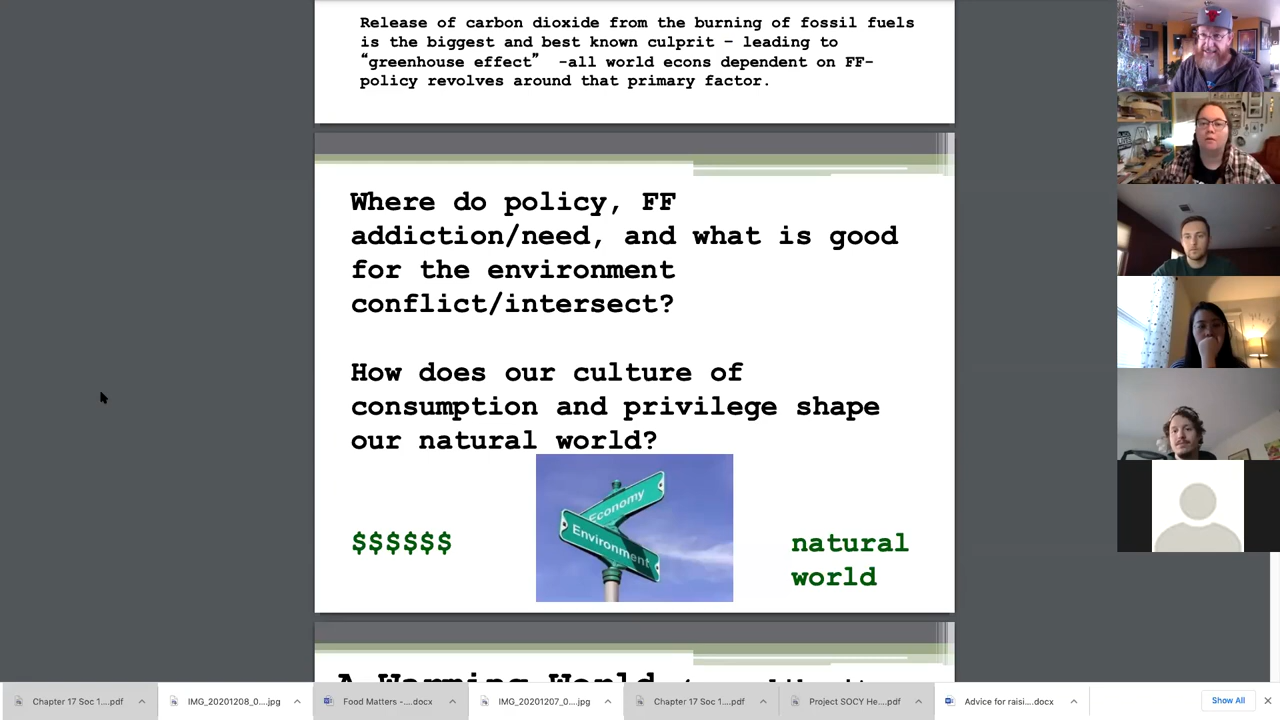 Release of carbon dioxide from the burning of fossil fuels
is the biggest and best known culprit – leading to
“greenhouse effect” -all world econs dependent on FF-
policy revolves around that primary factor.
Where do policy, FF
addiction/need, and what is good
for the environment
conflict/intersect?
How does our culture of
consumption and privilege shape
our natural world?
Economy
Environment
$$$$$$
natural
world
A Warming World
Chapter 17 Soc 1,....pdf
IMG_20201208_0....jpg
Food Matters -....docx
IMG_20201207_0....jpg
Chapter 17 Soc 1,....pdf
Project SOCY He....pdf
Advice for raisi....docx
Show All